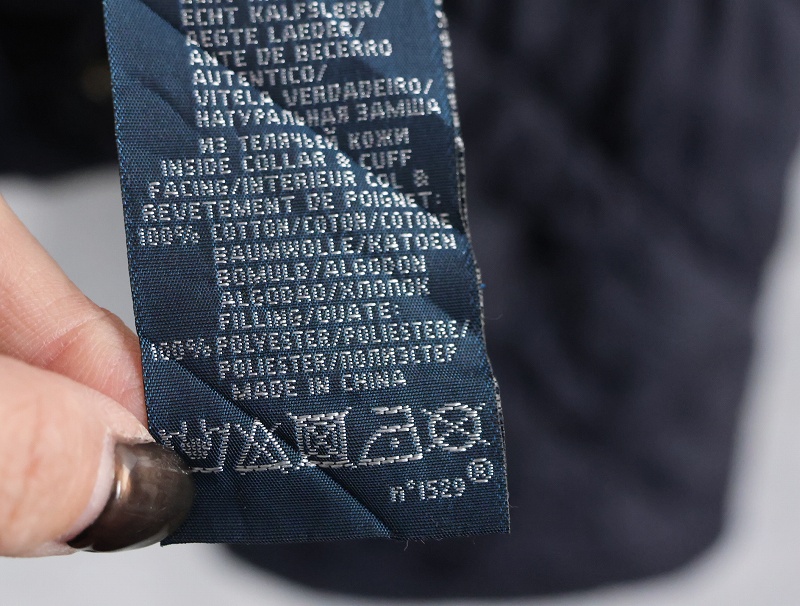 ECHT KALFSLEER/
AEGTE LAEDER/
ANTE DE BECERRO
AUTENTICO/
VITELA VERDADEIRO/
НАТУРАЛЬНАЯ ЗАМША
ИЗ ТЕЛЯЧЬЕЙ КОЖИ
INSIDE COLLAR & CUFF
FACING/INTERIEUR COL &
REVETEMENT DE POIGNET:
100% COTTON/COTON/COTONE
BAUMWOLLE/KATOEN
BOMULD/ALGODON
ALGODAO/ХЛОПОК
FILLING/OUATE:
100% POLYESTER/POLIESTERE/
POLIESTER/ПОЛИЭСТЕР
MADE IN CHINA
n°1529®